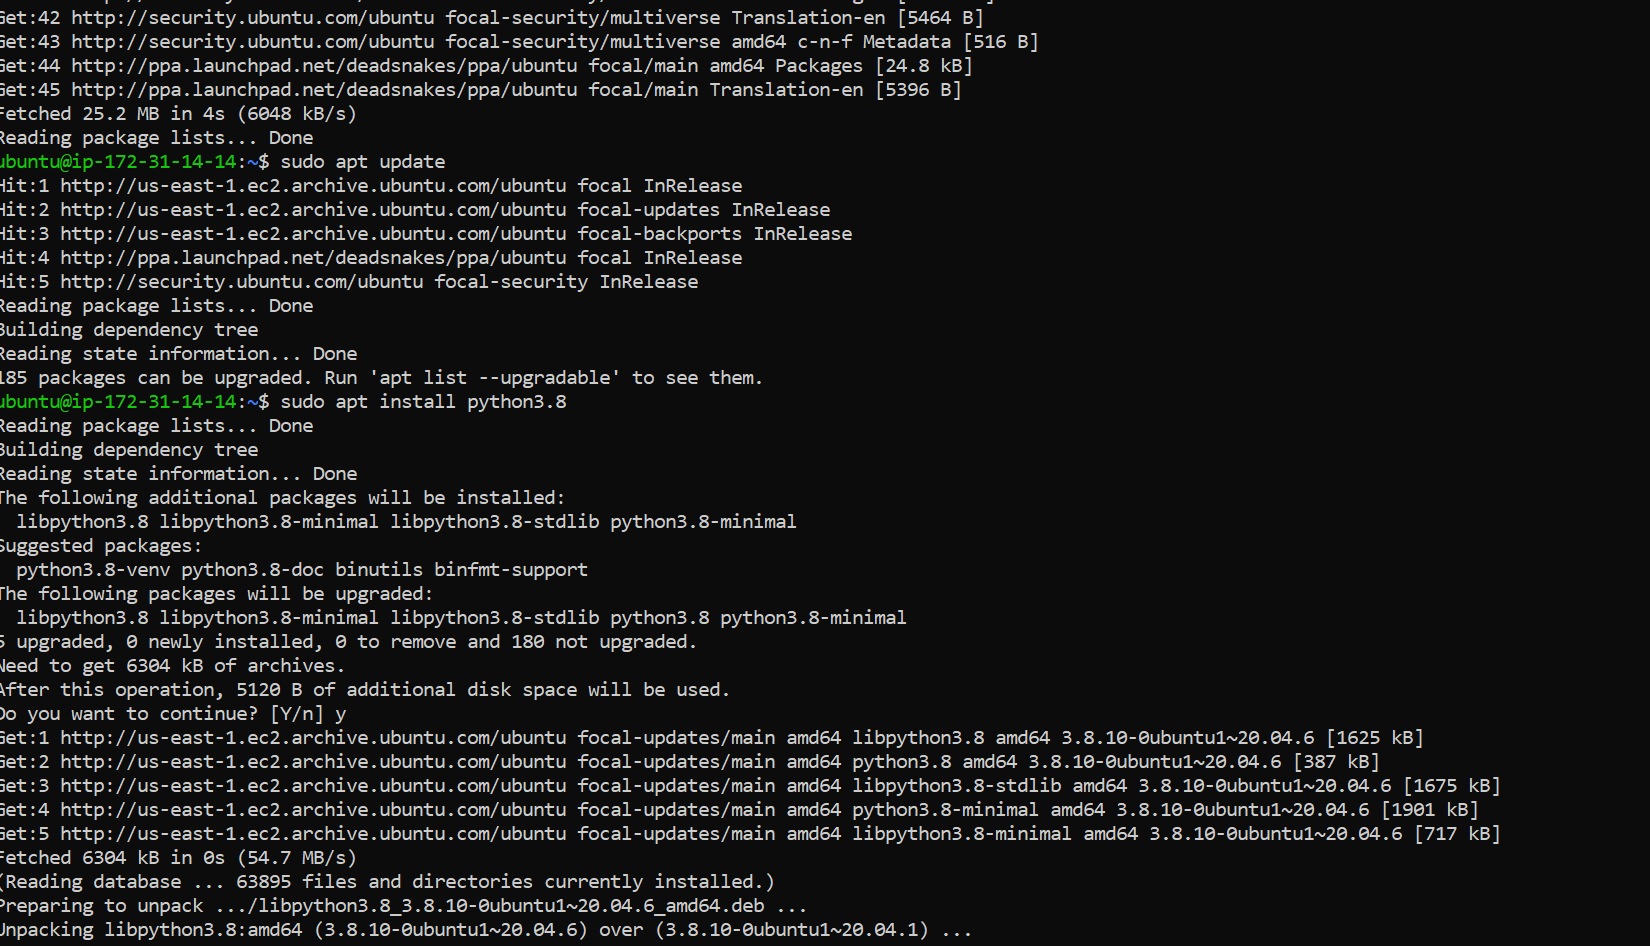 Get:42 http://security.ubuntu.com/ubuntu focal-security/multiverse Translation-en [5464 B]
Get:43 http://security.ubuntu.com/ubuntu focal-security/multiverse amd64 c-n-f Metadata [516 B]
Get:44 http://ppa.launchpad.net/deadsnakes/ppa/ubuntu focal/main amd64 Packages [24.8 kB]
Get:45 http://ppa.launchpad.net/deadsnakes/ppa/ubuntu focal/main Translation-en [5396 B]
Fetched 25.2 MB in 4s (6048 kB/s)
Reading package lists... Done
ubuntu@ip-172-31-14-14:~$ sudo apt update
Hit:1 http://us-east-1.ec2.archive.ubuntu.com/ubuntu focal InRelease
Hit:2 http://us-east-1.ec2.archive.ubuntu.com/ubuntu focal-updates InRelease
Hit:3 http://us-east-1.ec2.archive.ubuntu.com/ubuntu focal-backports InRelease
Hit:4 http://ppa.launchpad.net/deadsnakes/ppa/ubuntu focal InRelease
Hit:5 http://security.ubuntu.com/ubuntu focal-security InRelease
Reading package lists... Done
Building dependency tree
Reading state information... Done
185 packages can be upgraded. Run 'apt list --upgradable' to see them.
ubuntu@ip-172-31-14-14:~$ sudo apt install python3.8
Reading package lists... Done
Building dependency tree
Reading state information... Done
The following additional packages will be installed:
  libpython3.8 libpython3.8-minimal libpython3.8-stdlib python3.8-minimal
Suggested packages:
  python3.8-venv python3.8-doc binutils binfmt-support
The following packages will be upgraded:
  libpython3.8 libpython3.8-minimal libpython3.8-stdlib python3.8 python3.8-minimal
5 upgraded, 0 newly installed, 0 to remove and 180 not upgraded.
Need to get 6304 kB of archives.
After this operation, 5120 B of additional disk space will be used.
Do you want to continue? [Y/n] y
Get:1 http://us-east-1.ec2.archive.ubuntu.com/ubuntu focal-updates/main amd64 libpython3.8 amd64 3.8.10-0ubuntu1~20.04.6 [1625 kB]
Get:2 http://us-east-1.ec2.archive.ubuntu.com/ubuntu focal-updates/main amd64 python3.8 amd64 3.8.10-0ubuntu1~20.04.6 [387 kB]
Get:3 http://us-east-1.ec2.archive.ubuntu.com/ubuntu focal-updates/main amd64 libpython3.8-stdlib amd64 3.8.10-0ubuntu1~20.04.6 [1675 kB]
Get:4 http://us-east-1.ec2.archive.ubuntu.com/ubuntu focal-updates/main amd64 python3.8-minimal amd64 3.8.10-0ubuntu1~20.04.6 [1901 kB]
Get:5 http://us-east-1.ec2.archive.ubuntu.com/ubuntu focal-updates/main amd64 libpython3.8-minimal amd64 3.8.10-0ubuntu1~20.04.6 [717 kB]
Fetched 6304 kB in 0s (54.7 MB/s)
(Reading database ... 63895 files and directories currently installed.)
Preparing to unpack .../libpython3.8_3.8.10-0ubuntu1~20.04.6_amd64.deb ...
Unpacking libpython3.8:amd64 (3.8.10-0ubuntu1~20.04.6) over (3.8.10-0ubuntu1~20.04.1) ...